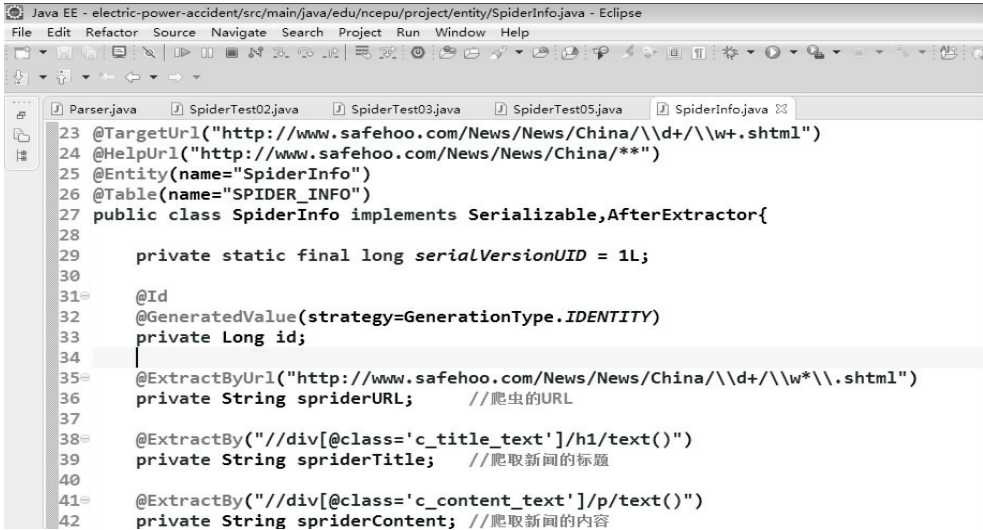 Java EE - electric-power-accident/src/main/java/edu/ncepu/project/entity/SpiderInfo.java - Eclipse
File Edit Refactor Source Navigate Search Project Run Window Help
Parser.java SpiderTest02.java SpiderTest03.java SpiderTest05.java SpiderInfo.java
23 @TargetUrl("http://www.safehoo.com/News/News/China/\\d+/\\w+.shtml")
24 @HelpUrl("http://www.safehoo.com/News/News/China/**")
25 @Entity(name="SpiderInfo")
26 @Table(name="SPIDER_INFO")
27 public class SpiderInfo implements Serializable,AfterExtractor{
28
29 private static final long serialVersionUID = 1L;
30
31 @Id
32 @GeneratedValue(strategy=GenerationType.IDENTITY)
33 private Long id;
34
35 @ExtractByUrl("http://www.safehoo.com/News/News/China/\\d+/\\w*\\.shtml")
36 private String spriderURL; //爬虫的URL
37
38 @ExtractBy("//div[@class='c_title_text']/h1/text()")
39 private String spriderTitle; //爬取新闻的标题
40
41 @ExtractBy("//div[@class='c_content_text']/p/text()")
42 private String spriderContent; //爬取新闻的内容